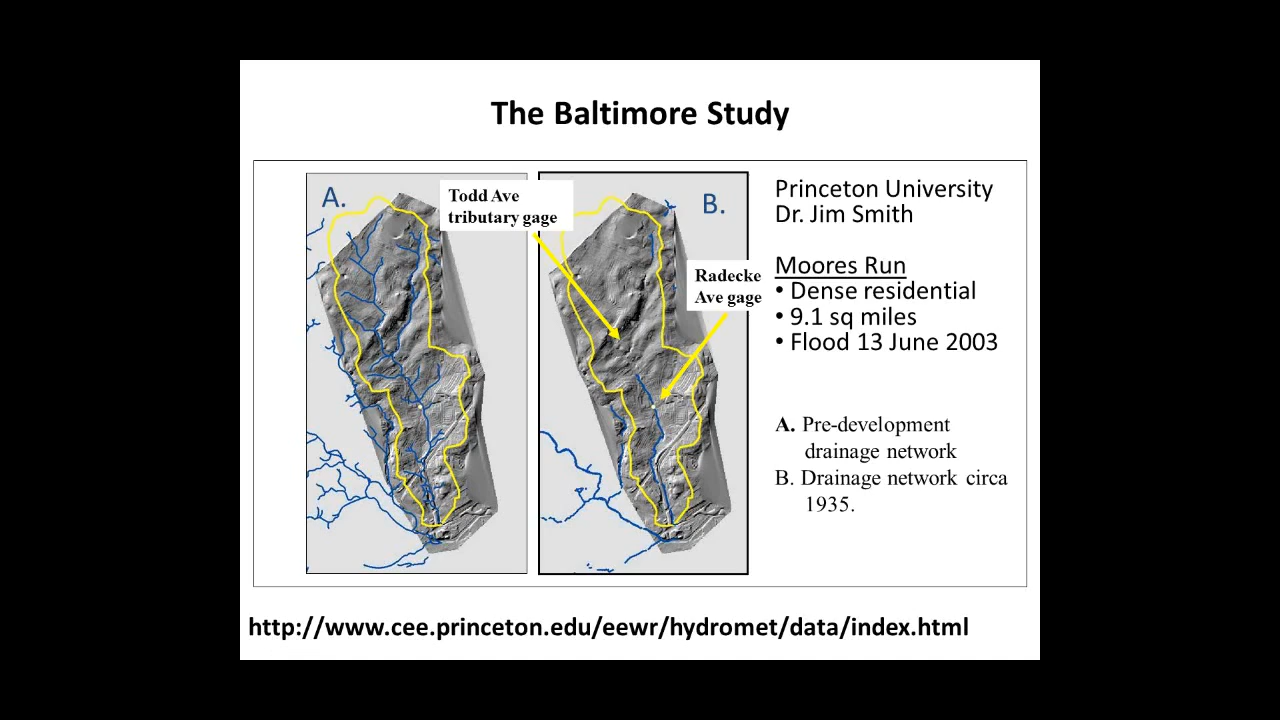 The Baltimore Study
A.
Todd Ave
tributary gage
B.
Radecke
Ave gage
Princeton University
Dr. Jim Smith
Moores Run
• Dense residential
• 9.1 sq miles
• Flood 13 June 2003
A. Pre-development
drainage network
B. Drainage network circa
1935.
http://www.cee.princeton.edu/eewr/hydromet/data/index.html